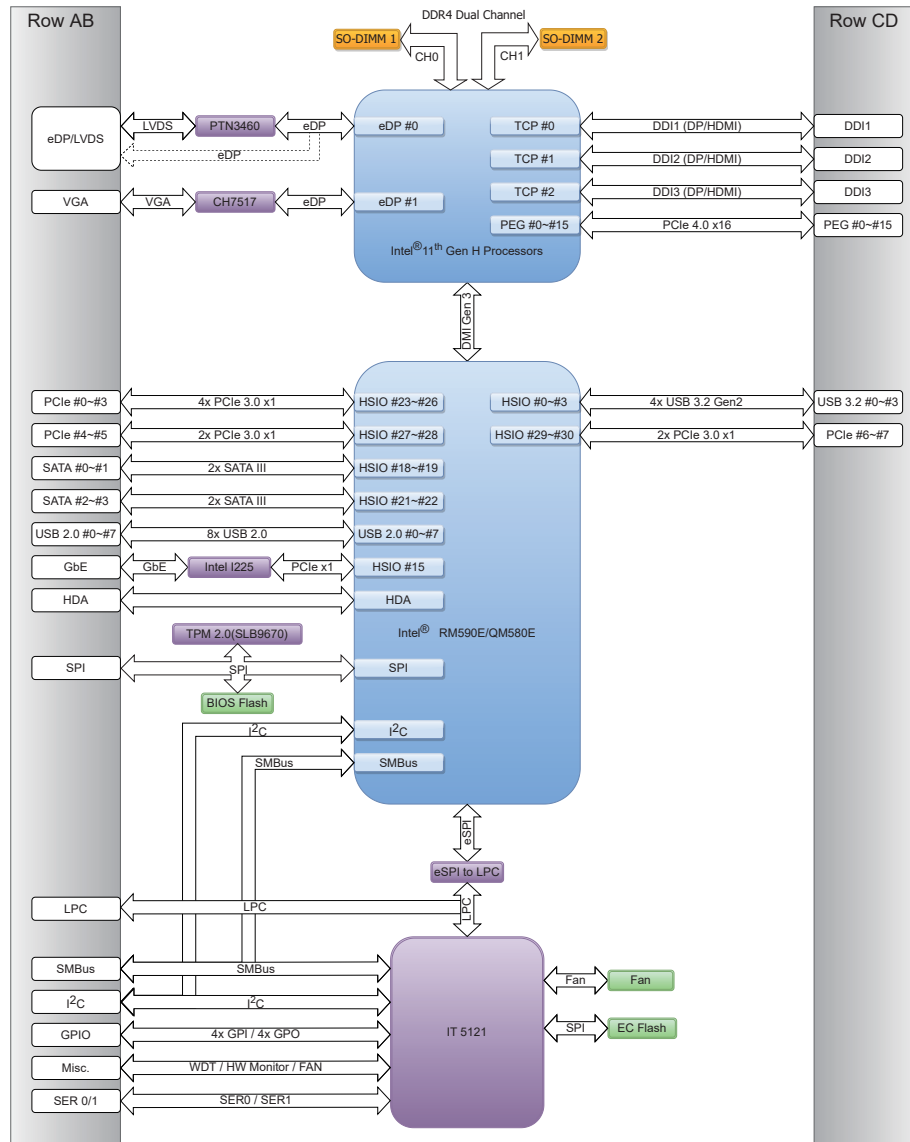 Row AB
DDR4 Dual Channel
Row CD
SO-DIMM 1
SO-DIMM 2
CH0
CH1
eDP/LVDS
LVDS
PTN3460
eDP
eDP #0
TCP #0
DDI1 (DP/HDMI)
DDI1
eDP
TCP #1
DDI2 (DP/HDMI)
DDI2
VGA
VGA
CH7517
eDP
eDP #1
TCP #2
DDI3 (DP/HDMI)
DDI3
PEG #0~#15
PCIe 4.0 x16
PEG #0~#15
Intel® 11th Gen H Processors
DMI Gen 3
PCIe #0~#3
4x PCIe 3.0 x1
HSIO #23~#26
HSIO #0~#3
4x USB 3.2 Gen2
USB 3.2 #0~#3
PCIe #4~#5
2x PCIe 3.0 x1
HSIO #27~#28
HSIO #29~#30
2x PCIe 3.0 x1
PCIe #6~#7
SATA #0~#1
2x SATA III
HSIO #18~#19
SATA #2~#3
2x SATA III
HSIO #21~#22
USB 2.0 #0~#7
8x USB 2.0
USB 2.0 #0~#7
GbE
GbE
Intel I225
PCIe x1
HSIO #15
HDA
HDA
Intel® RM590E/QM580E
TPM 2.0(SLB9670)
SPI
SPI
SPI
BIOS Flash
I²C
I²C
SMBus
SMBus
eSPI
eSPI to LPC
LPC
LPC
LPC
SMBus
SMBus
I²C
I²C
GPIO
4x GPI / 4x GPO
Misc.
WDT / HW Monitor / FAN
SER 0/1
SER0 / SER1
IT 5121
Fan
Fan
SPI
EC Flash